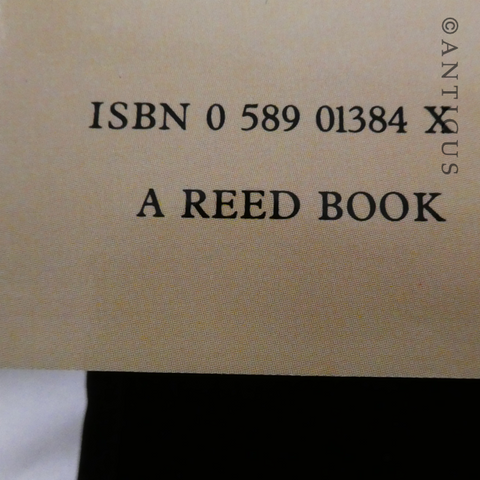 ISBN 0 589 01384 X
A REED BOOK
©ANTIQUS